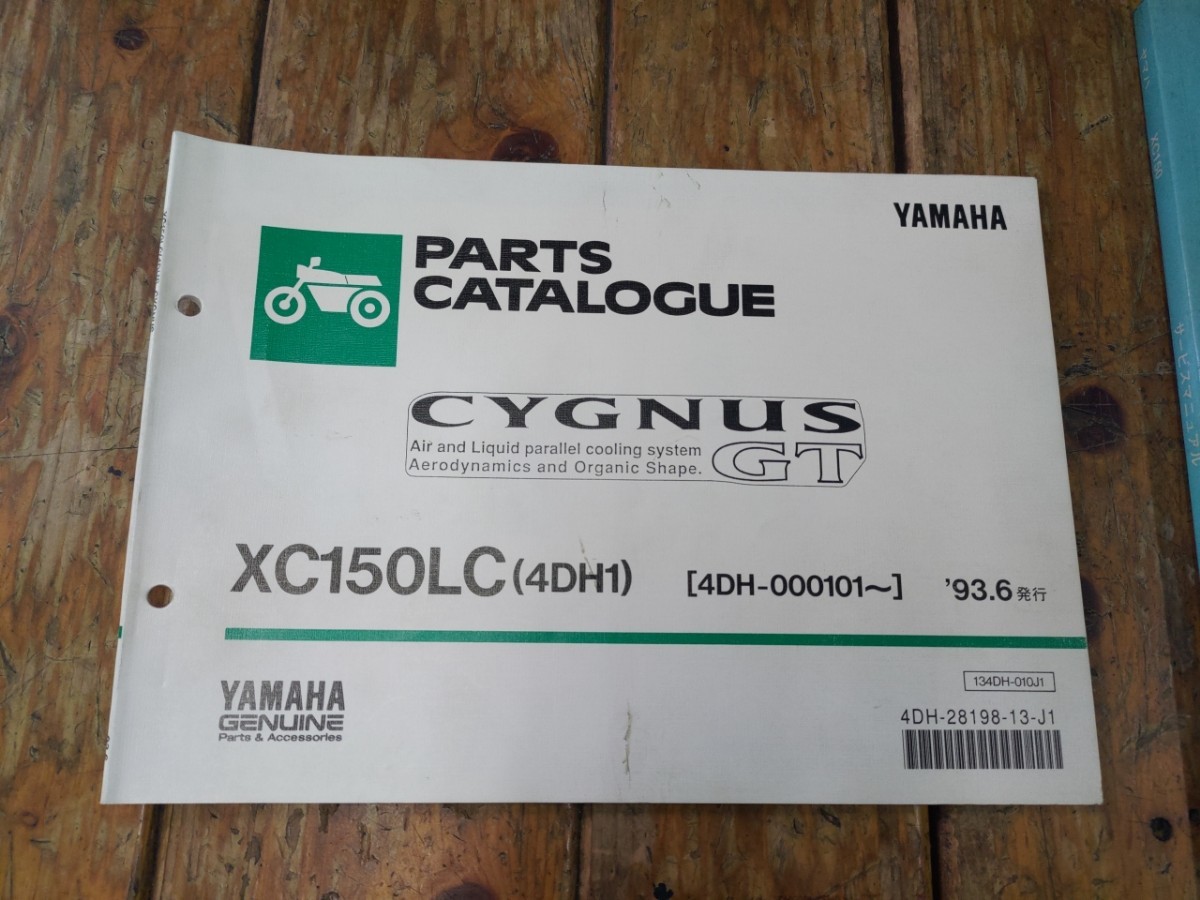 YAMAHA
PARTS
CATALOGUE
CYGNUS
Air and Liquid parallel cooling system
Aerodynamics and Organic Shape.
GT
XC150LC (4DH1) [4DH-000101～] '93.6 発行
134DH-010J1
4DH-28198-13-J1
YAMAHA
GENUINE
Parts & Accessories